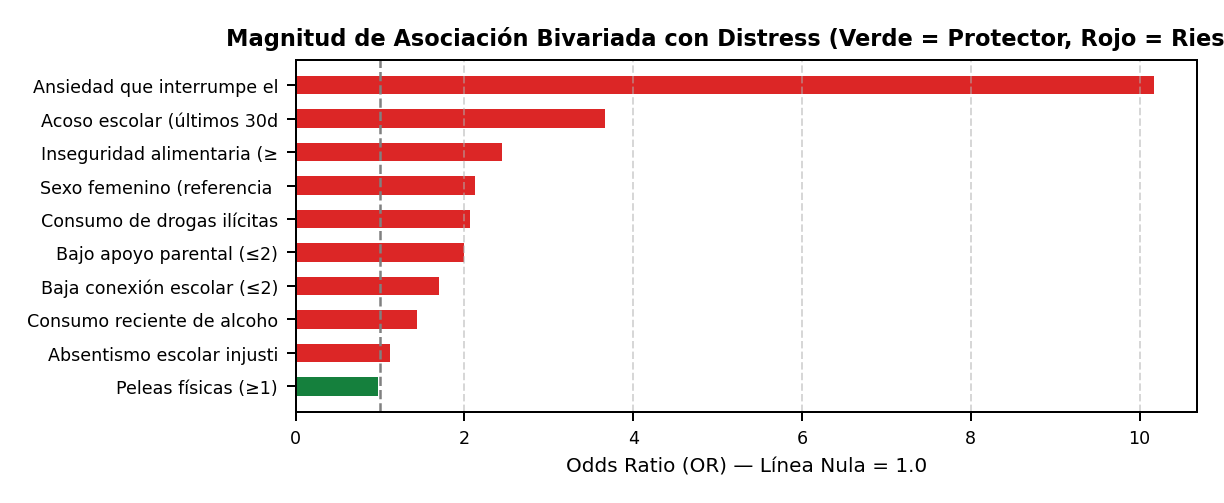 Magnitud de Asociación Bivariada con Distress (Verde = Protector, Rojo = Ries
Ansiedad que interrumpe el
Acoso escolar (últimos 30d
Inseguridad alimentaria (≥
Sexo femenino (referencia
Consumo de drogas ilícitas
Bajo apoyo parental (≤2)
Baja conexión escolar (≤2)
Consumo reciente de alcoho
Absentismo escolar injusti
Peleas físicas (≥1)
0 2 4 6 8 10
Odds Ratio (OR) — Línea Nula = 1.0